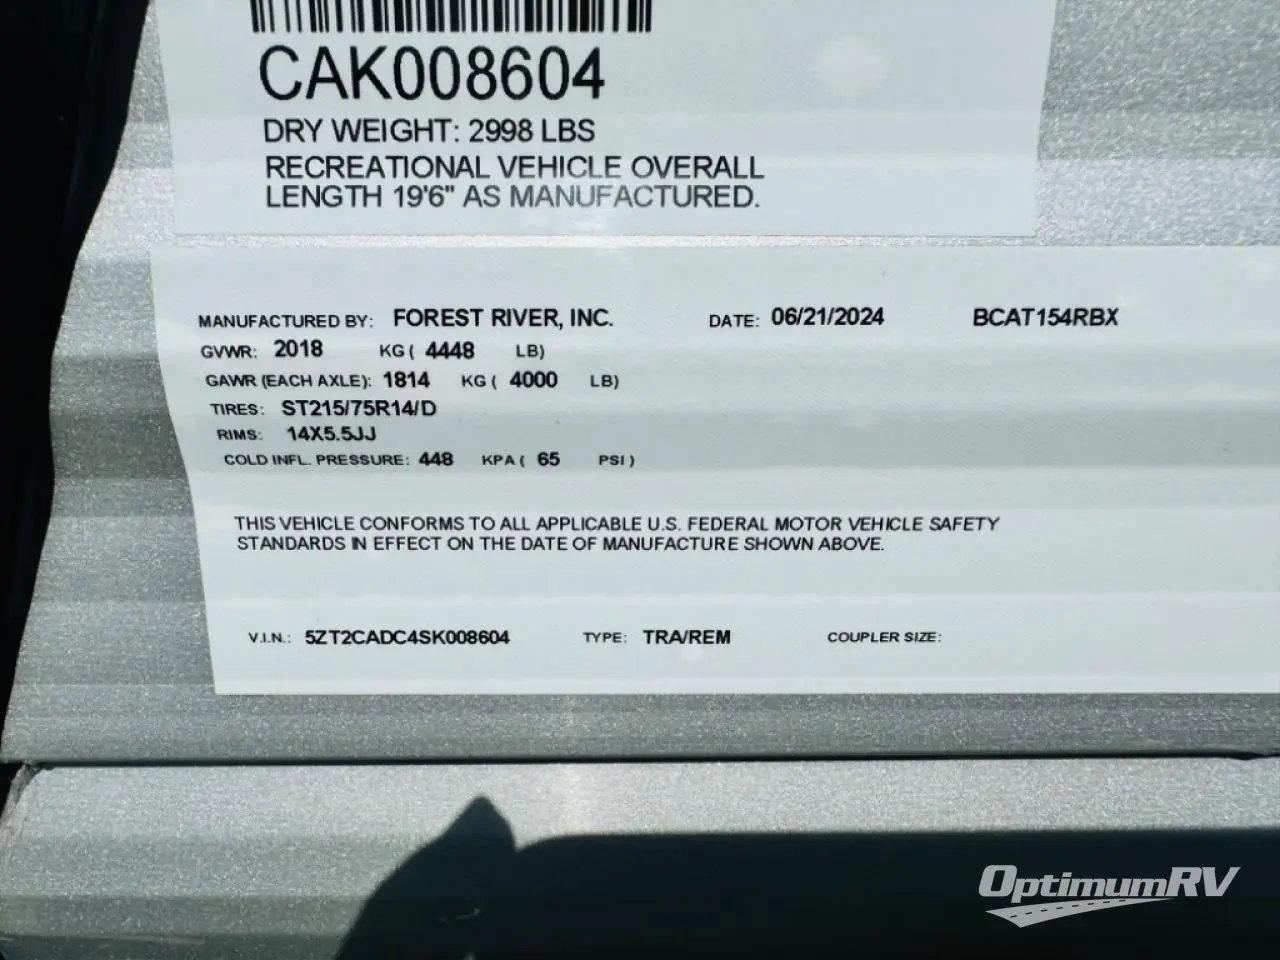 CAK008604
DRY WEIGHT: 2998 LBS
RECREATIONAL VEHICLE OVERALL
LENGTH 19'6" AS MANUFACTURED.
MANUFACTURED BY: FOREST RIVER, INC. DATE: 06/21/2024 BCAT154RBX
GVWR: 2018 KG ( 4448 LB)
GAWR (EACH AXLE): 1814 KG ( 4000 LB)
TIRES: ST215/75R14/D
RIMS: 14X5.5JJ
COLD INFL. PRESSURE: 448 KPA ( 65 PSI )
THIS VEHICLE CONFORMS TO ALL APPLICABLE U.S. FEDERAL MOTOR VEHICLE SAFETY
STANDARDS IN EFFECT ON THE DATE OF MANUFACTURE SHOWN ABOVE.
V.I.N.: 5ZT2CADC4SK008604 TYPE: TRA/REM COUPLER SIZE:
OptimumRV